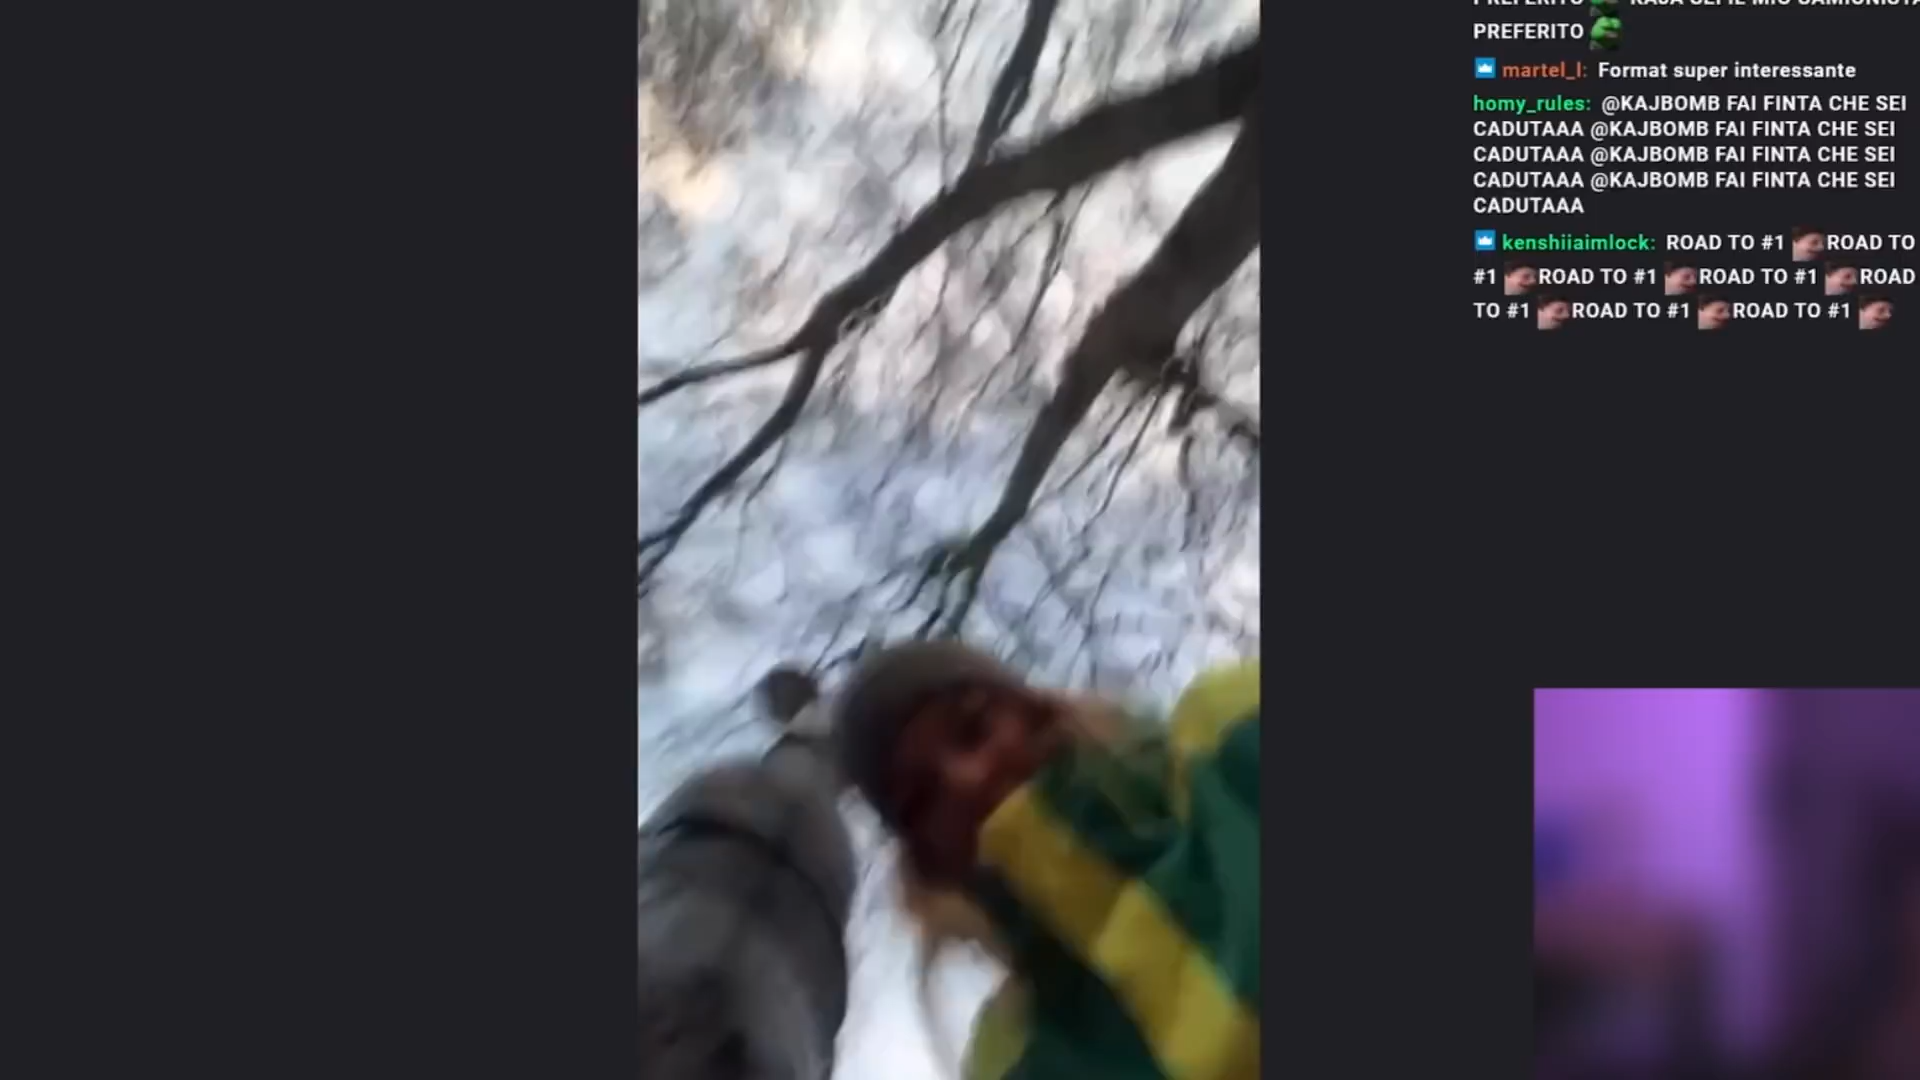 PREFERITO
martel_l: Format super interessante
homy_rules: @KAJBOMB FAI FINTA CHE SEI
CADUTAAA @KAJBOMB FAI FINTA CHE SEI
CADUTAAA @KAJBOMB FAI FINTA CHE SEI
CADUTAAA @KAJBOMB FAI FINTA CHE SEI
CADUTAAA
kenshiiaimlock: ROAD TO #1 ROAD TO
#1 ROAD TO #1 ROAD TO #1 ROAD
TO #1 ROAD TO #1 ROAD TO #1